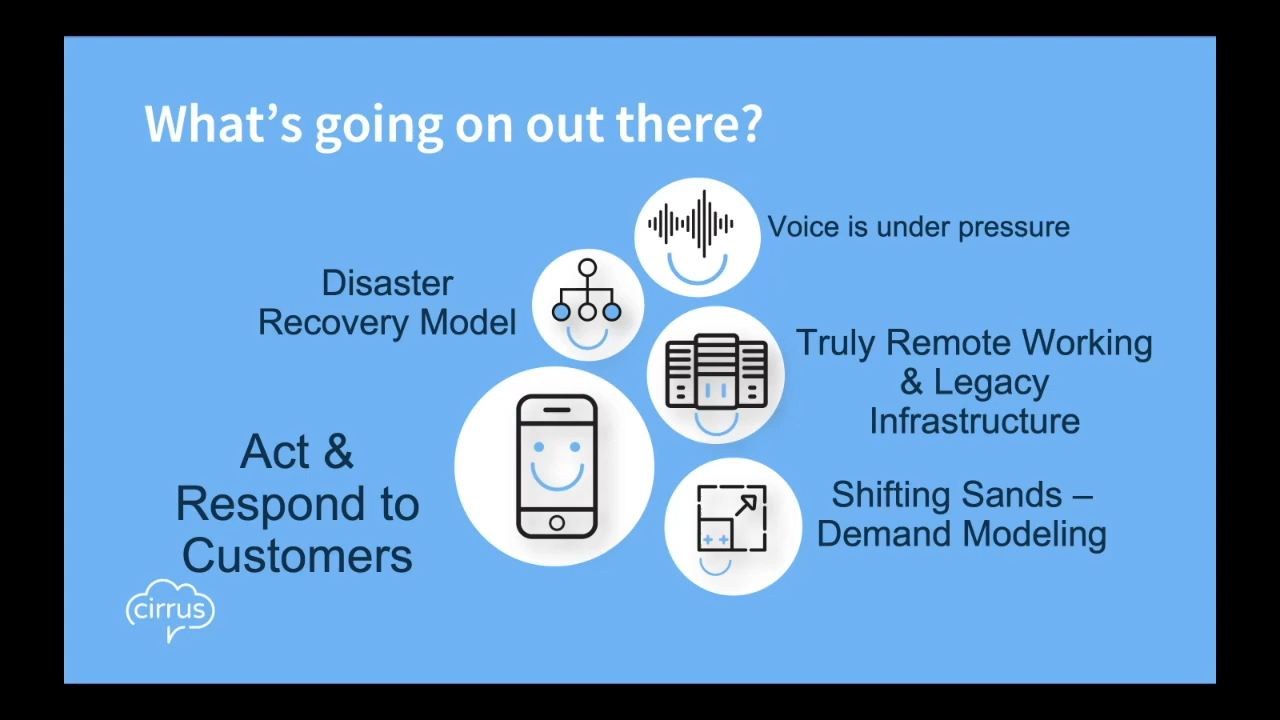 What's going on out there?
Voice is under pressure
Disaster
Recovery Model
Truly Remote Working
& Legacy
Infrastructure
Act &
Respond to
Customers
Shifting Sands –
Demand Modeling
cirrus